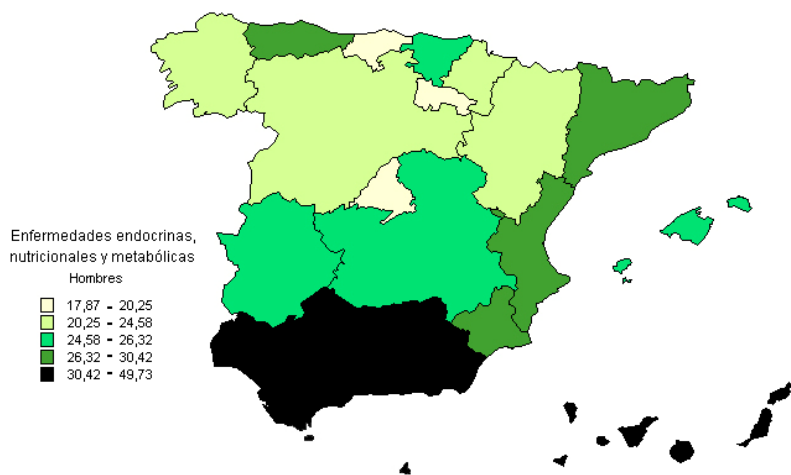 Enfermedades endocrinas,
nutricionales y metabólicas
Hombres
17,87 - 20,25
20,25 - 24,58
24,58 - 26,32
26,32 - 30,42
30,42 - 49,73